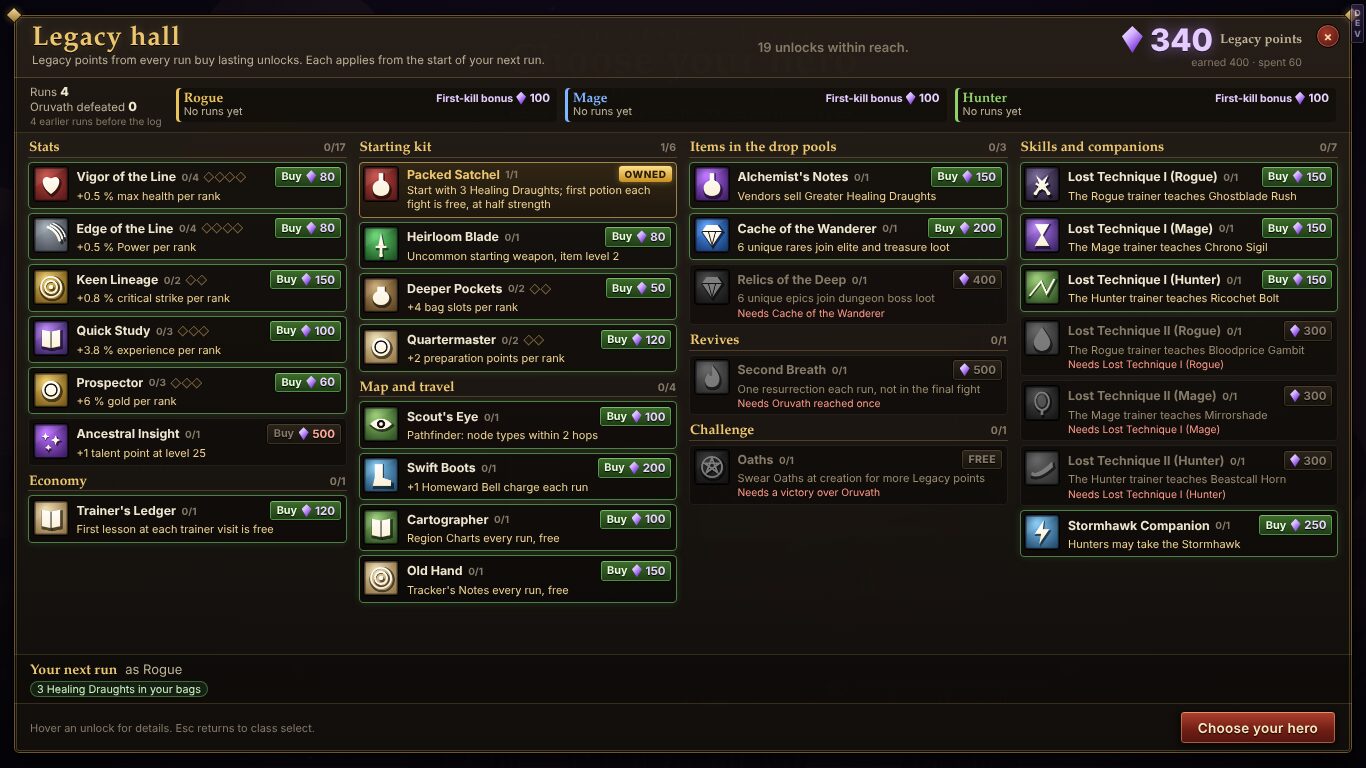 Legacy hall
Legacy points from every run buy lasting unlocks. Each applies from the start of your next run.
19 unlocks within reach.
340 Legacy points
earned 400 · spent 60
×
DEV
Runs 4
Oruvath defeated 0
4 earlier runs before the log
Rogue
No runs yet
First-kill bonus 100
Mage
No runs yet
First-kill bonus 100
Hunter
No runs yet
First-kill bonus 100
Stats 0/17
Vigor of the Line 0/4 Buy 80
+0.5 % max health per rank
Edge of the Line 0/4 Buy 80
+0.5 % Power per rank
Keen Lineage 0/2 Buy 150
+0.8 % critical strike per rank
Quick Study 0/3 Buy 100
+3.8 % experience per rank
Prospector 0/3 Buy 60
+6 % gold per rank
Ancestral Insight 0/1 Buy 500
+1 talent point at level 25
Economy 0/1
Trainer's Ledger 0/1 Buy 120
First lesson at each trainer visit is free
Starting kit 1/6
Packed Satchel 1/1 OWNED
Start with 3 Healing Draughts; first potion each
fight is free, at half strength
Heirloom Blade 0/1 Buy 80
Uncommon starting weapon, item level 2
Deeper Pockets 0/2 Buy 50
+4 bag slots per rank
Quartermaster 0/2 Buy 120
+2 preparation points per rank
Map and travel 0/4
Scout's Eye 0/1 Buy 100
Pathfinder: node types within 2 hops
Swift Boots 0/1 Buy 200
+1 Homeward Bell charge each run
Cartographer 0/1 Buy 100
Region Charts every run, free
Old Hand 0/1 Buy 150
Tracker's Notes every run, free
Items in the drop pools 0/3
Alchemist's Notes 0/1 Buy 150
Vendors sell Greater Healing Draughts
Cache of the Wanderer 0/1 Buy 200
6 unique rares join elite and treasure loot
Relics of the Deep 0/1 400
6 unique epics join dungeon boss loot
Needs Cache of the Wanderer
Revives 0/1
Second Breath 0/1 500
One resurrection each run, not in the final fight
Needs Oruvath reached once
Challenge 0/1
Oaths 0/1 FREE
Swear Oaths at creation for more Legacy points
Needs a victory over Oruvath
Skills and companions 0/7
Lost Technique I (Rogue) 0/1 Buy 150
The Rogue trainer teaches Ghostblade Rush
Lost Technique I (Mage) 0/1 Buy 150
The Mage trainer teaches Chrono Sigil
Lost Technique I (Hunter) 0/1 Buy 150
The Hunter trainer teaches Ricochet Bolt
Lost Technique II (Rogue) 0/1 300
The Rogue trainer teaches Bloodprice Gambit
Needs Lost Technique I (Rogue)
Lost Technique II (Mage) 0/1 300
The Mage trainer teaches Mirrorshade
Needs Lost Technique I (Mage)
Lost Technique II (Hunter) 0/1 300
The Hunter trainer teaches Beastcall Horn
Needs Lost Technique I (Hunter)
Stormhawk Companion 0/1 Buy 250
Hunters may take the Stormhawk
Your next run as Rogue
3 Healing Draughts in your bags
Hover an unlock for details. Esc returns to class select.
Choose your hero